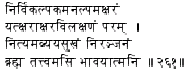 निर्विकल्पकमनल्पमक्षरं
यत्क्षराक्षरविलक्षणं परम् ।
नित्यमव्ययसुखं निरञ्जनं
ब्रह्म तत्त्वमसि भावयात्मनि ॥ २६१॥